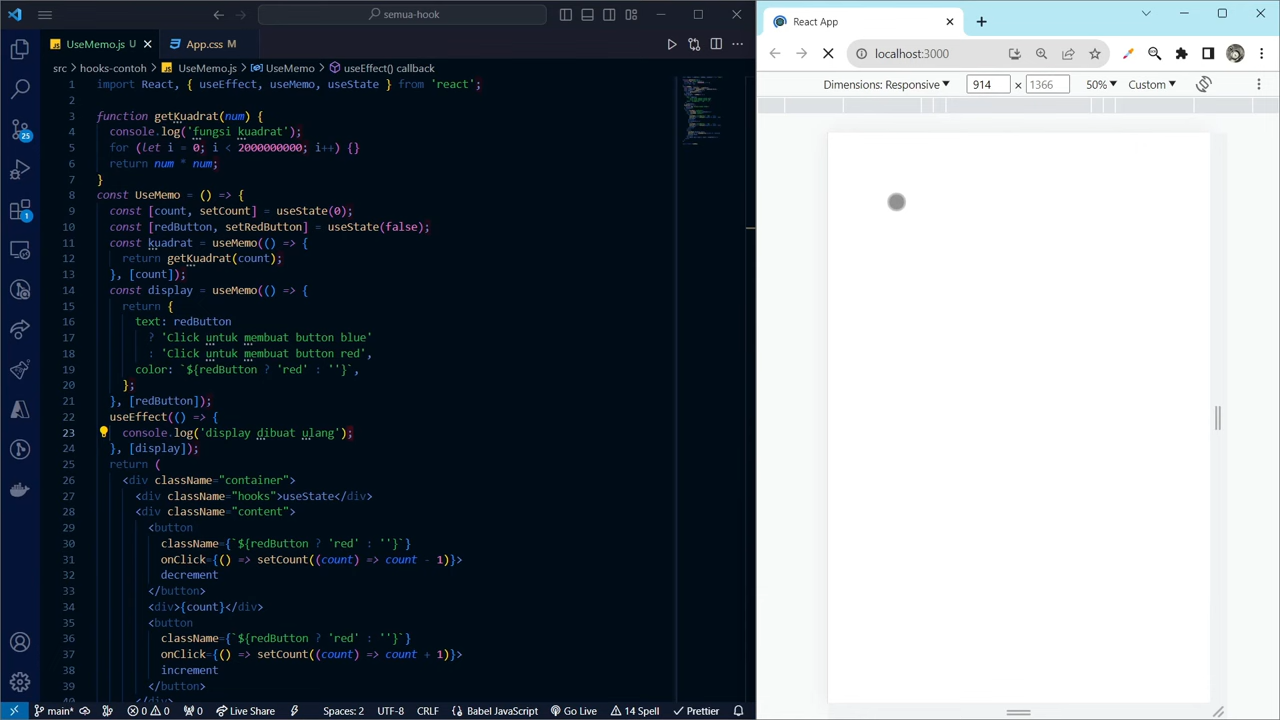 semua-hook
React App
UseMemo.js U
App.css M
localhost:3000
src > hooks-contoh > UseMemo.js > UseMemo > useEffect() callback
Dimensions: Responsive
914 × 1366
50%
Custom
1 import React, { useEffect, useMemo, useState } from 'react';
2
3 function getKuadrat(num) {
4 console.log('fungsi kuadrat');
5 for (let i = 0; i < 2000000000; i++) {}
6 return num * num;
7 }
8 const UseMemo = () => {
9 const [count, setCount] = useState(0);
10 const [redButton, setRedButton] = useState(false);
11 const kuadrat = useMemo(() => {
12 return getKuadrat(count);
13 }, [count]);
14 const display = useMemo(() => {
15 return {
16 text: redButton
17 ? 'Click untuk membuat button blue'
18 : 'Click untuk membuat button red',
19 color: `${redButton ? 'red' : ''}`,
20 };
21 }, [redButton]);
22 useEffect(() => {
23 console.log('display dibuat ulang');
24 }, [display]);
25 return (
26 <div className="container">
27 <div className="hooks">useState</div>
28 <div className="content">
29 <button
30 className={`${redButton ? 'red' : ''}`}
31 onClick={() => setCount((count) => count - 1)}>
32 decrement
33 </button>
34 <div>{count}</div>
35 <button
36 className={`${redButton ? 'red' : ''}`}
37 onClick={() => setCount((count) => count + 1)}>
38 increment
39 </button>
40 </div>
25
1
main*
0 0
0
Live Share
Spaces: 2
UTF-8
CRLF
Babel JavaScript
Go Live
14 Spell
Prettier